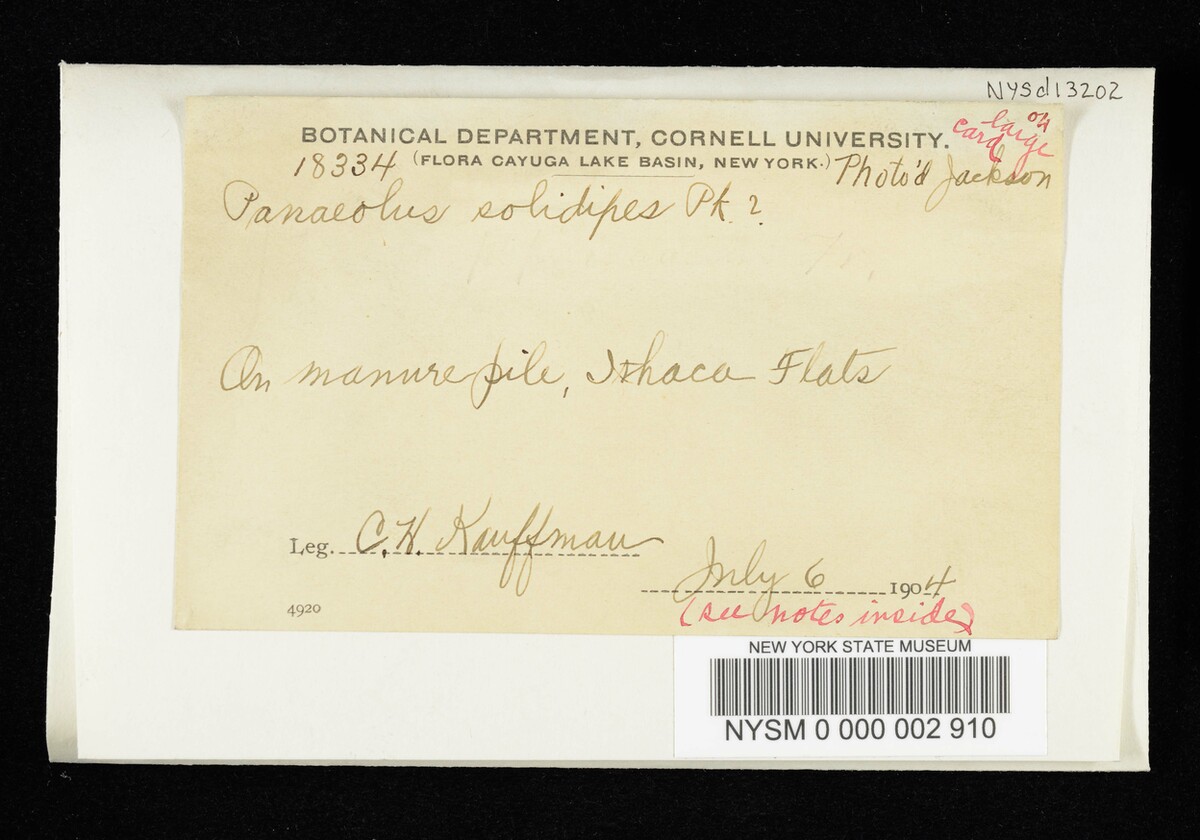 NYSd13202
BOTANICAL DEPARTMENT, CORNELL UNIVERSITY.
on large card
18334 (FLORA CAYUGA LAKE BASIN, NEW YORK.) Photo'd Jackson
Panaeolus solidipes Pk. ?
On manure pile, Ithaca Flats
Leg. C. H. Kauffman
July 6 1904
4920
(see notes inside)
NEW YORK STATE MUSEUM
NYSM 0 000 002 910